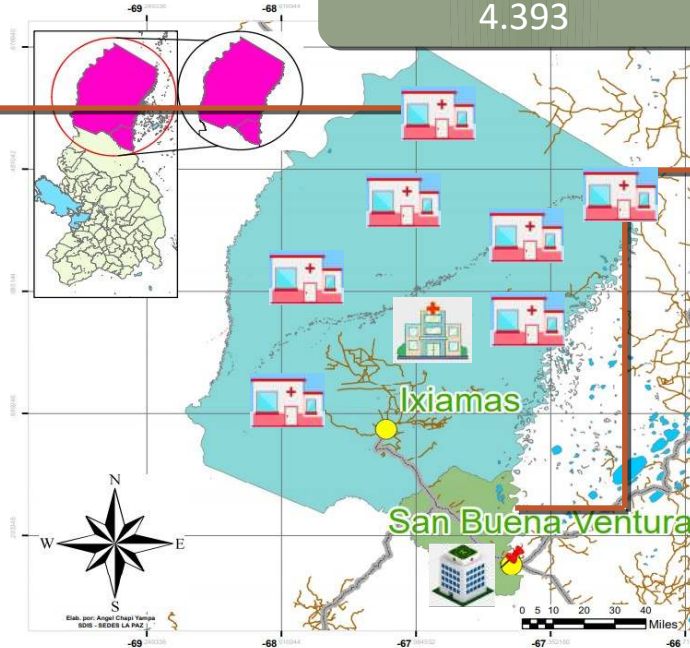 4.393
-69
-68
Ixiamas
San Buena Ventura
N
W
E
S
Elab. por: Angel Chapi Yampa
SDIS - SEDES LA PAZ
0 5 10 20 30 40
Miles
-69
-68
-67
-67
-66